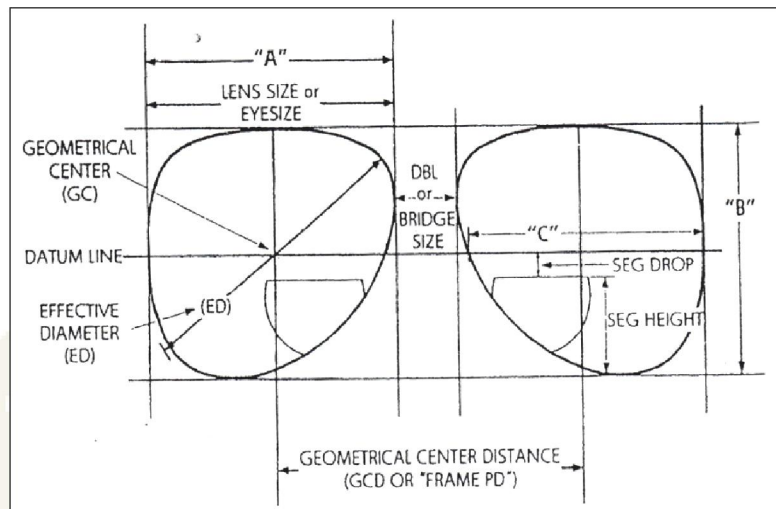 "A"
LENS SIZE or
EYESIZE
GEOMETRICAL
CENTER
(GC)
DBL
or
BRIDGE
SIZE
"B"
"C"
DATUM LINE
SEG DROP
EFFECTIVE
DIAMETER
(ED)
(ED)
SEG HEIGHT
GEOMETRICAL CENTER DISTANCE
(GCD OR "FRAME PD")